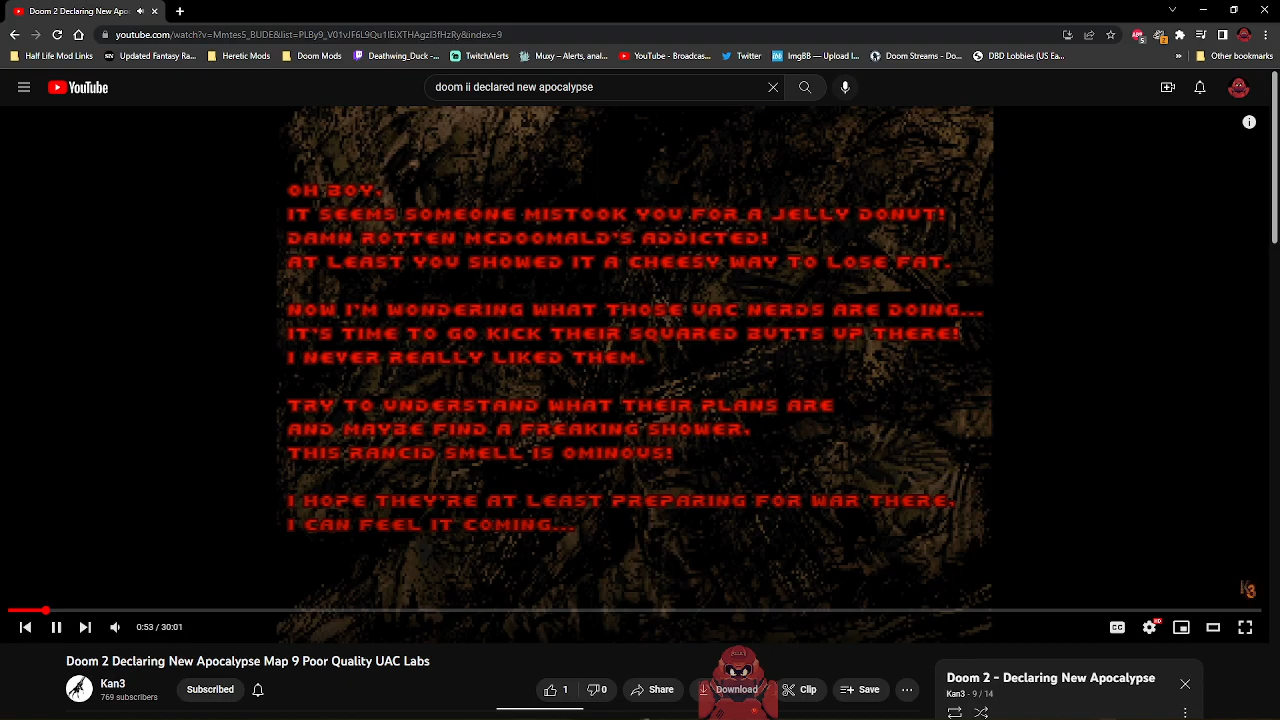 Doom 2 Declaring New Apo
youtube.com/watch?v=Mmtes5_BUDE&list=PLBy9_V01vJF6L9Qu1IEiXTHAgzI3fHzRy&index=9
Half Life Mod Links
Updated Fantasy Ra...
Heretic Mods
Doom Mods
Deathwing_Duck -...
TwitchAlerts
Muxy – Alerts, anal...
YouTube - Broadcas...
Twitter
ImgBB — Upload I...
Doom Streams - Do...
DBD Lobbies (US Ea...
»
Other bookmarks
YouTube
doom ii declared new apocalypse
OH BOY,
IT SEEMS SOMEONE MISTOOK YOU FOR A JELLY DONUT!
DAMN ROTTEN MCDOOMALD'S ADDICTED!
AT LEAST YOU SHOWED IT A CHEESY WAY TO LOSE FAT.
NOW I'M WONDERING WHAT THOSE UAC NERDS ARE DOING...
IT'S TIME TO GO KICK THEIR SQUARED BUTTS UP THERE!
I NEVER REALLY LIKED THEM.
TRY TO UNDERSTAND WHAT THEIR PLANS ARE
AND MAYBE FIND A FREAKING SHOWER,
THIS RANCID SMELL IS OMINOUS!
I HOPE THEY'RE AT LEAST PREPARING FOR WAR THERE,
I CAN FEEL IT COMING...
K3
0:53 / 30:01
CC
HD
Doom 2 Declaring New Apocalypse Map 9 Poor Quality UAC Labs
Kan3
769 subscribers
Subscribed
1
0
Share
Download
Clip
Save
Doom 2 - Declaring New Apocalypse
Kan3 - 9 / 14